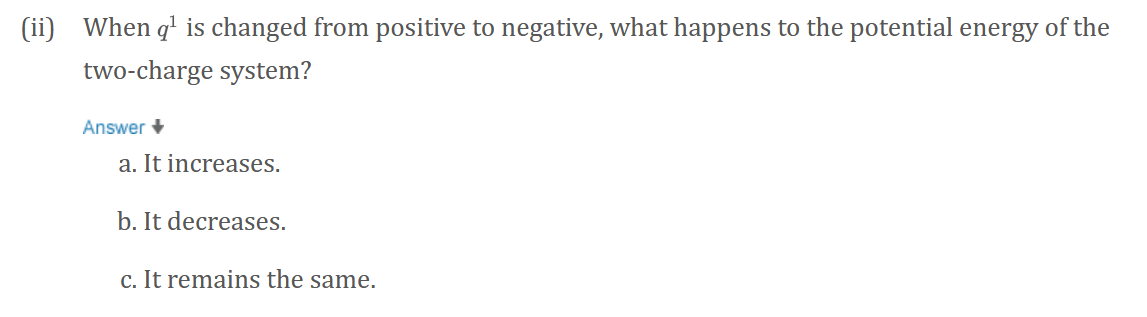 (ii) When q¹ is changed from positive to negative, what happens to the potential energy of the
two-charge system?
Answer
a. It increases.
b. It decreases.
c. It remains the same.